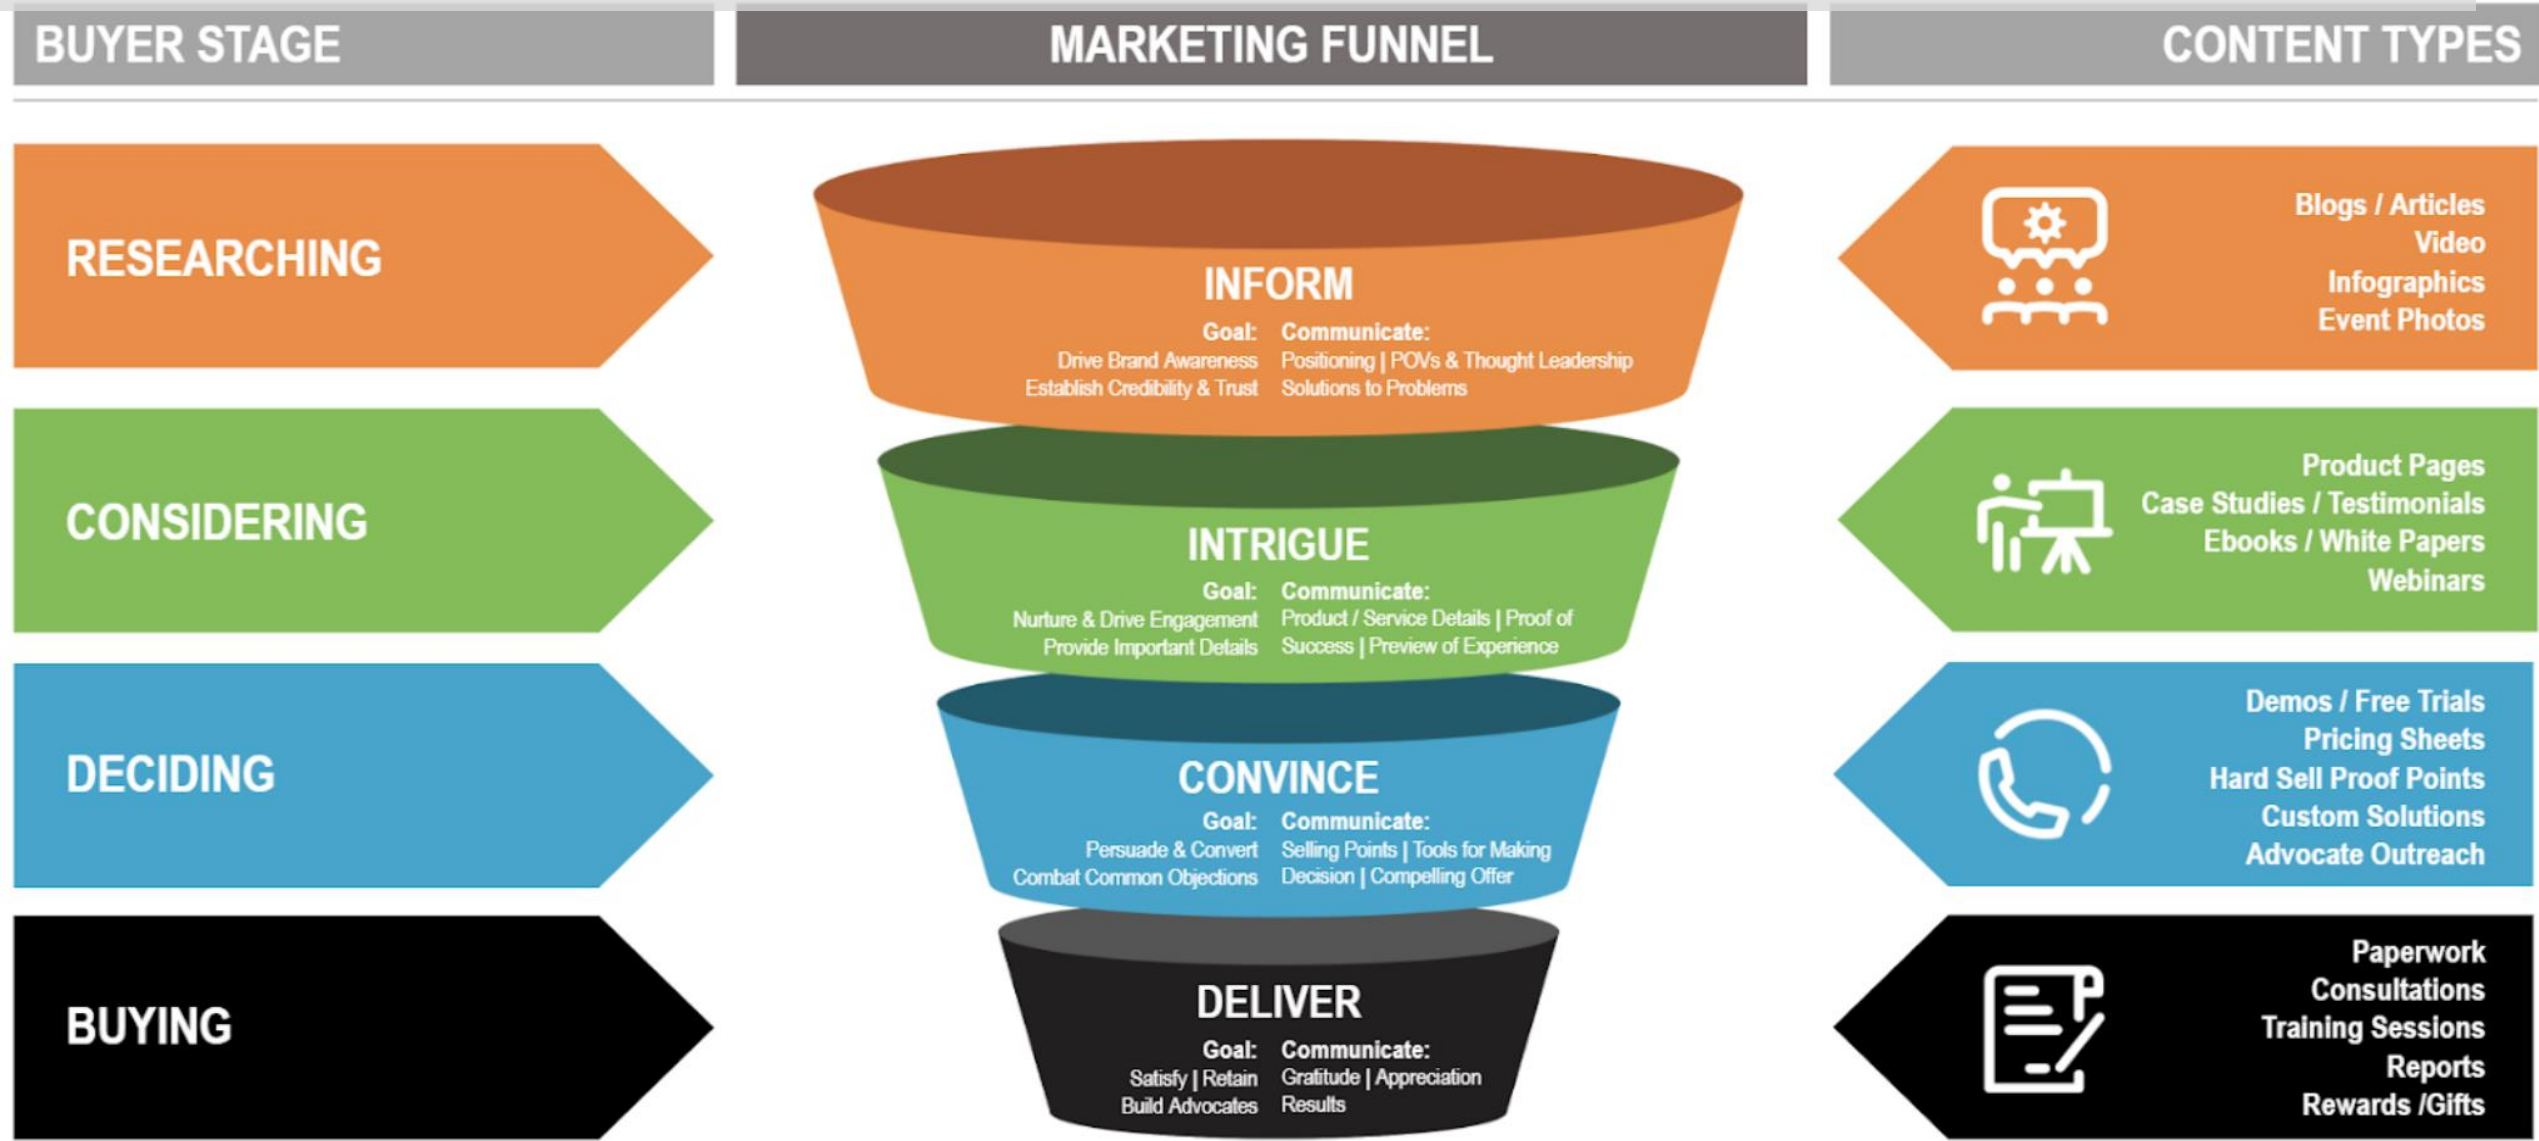 BUYER STAGE
MARKETING FUNNEL
CONTENT TYPES
RESEARCHING
INFORM
Goal:
Drive Brand Awareness
Establish Credibility & Trust
Communicate:
Positioning | POVs & Thought Leadership
Solutions to Problems
Blogs / Articles
Video
Infographics
Event Photos
CONSIDERING
INTRIGUE
Goal:
Nurture & Drive Engagement
Provide Important Details
Communicate:
Product / Service Details | Proof of
Success | Preview of Experience
Product Pages
Case Studies / Testimonials
Ebooks / White Papers
Webinars
DECIDING
CONVINCE
Goal:
Persuade & Convert
Combat Common Objections
Communicate:
Selling Points | Tools for Making
Decision | Compelling Offer
Demos / Free Trials
Pricing Sheets
Hard Sell Proof Points
Custom Solutions
Advocate Outreach
BUYING
DELIVER
Goal:
Satisfy | Retain
Build Advocates
Communicate:
Gratitude | Appreciation
Results
Paperwork
Consultations
Training Sessions
Reports
Rewards /Gifts